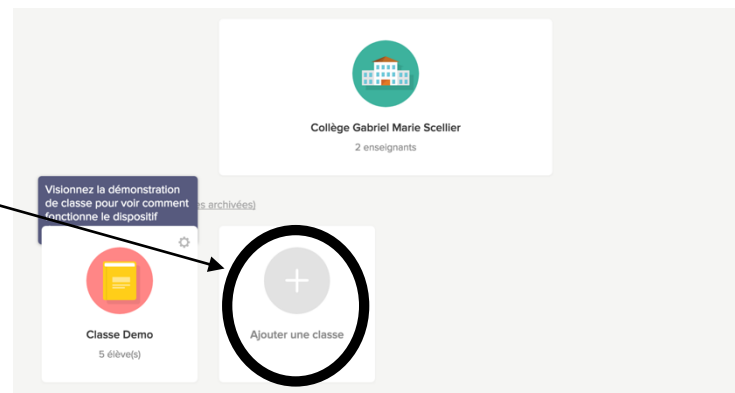 Collège Gabriel Marie Scellier
2 enseignants
Visionnez la démonstration
de classe pour voir comment
fonctionne le dispositif
archivées)
Classe Demo
5 élève(s)
Ajouter une classe